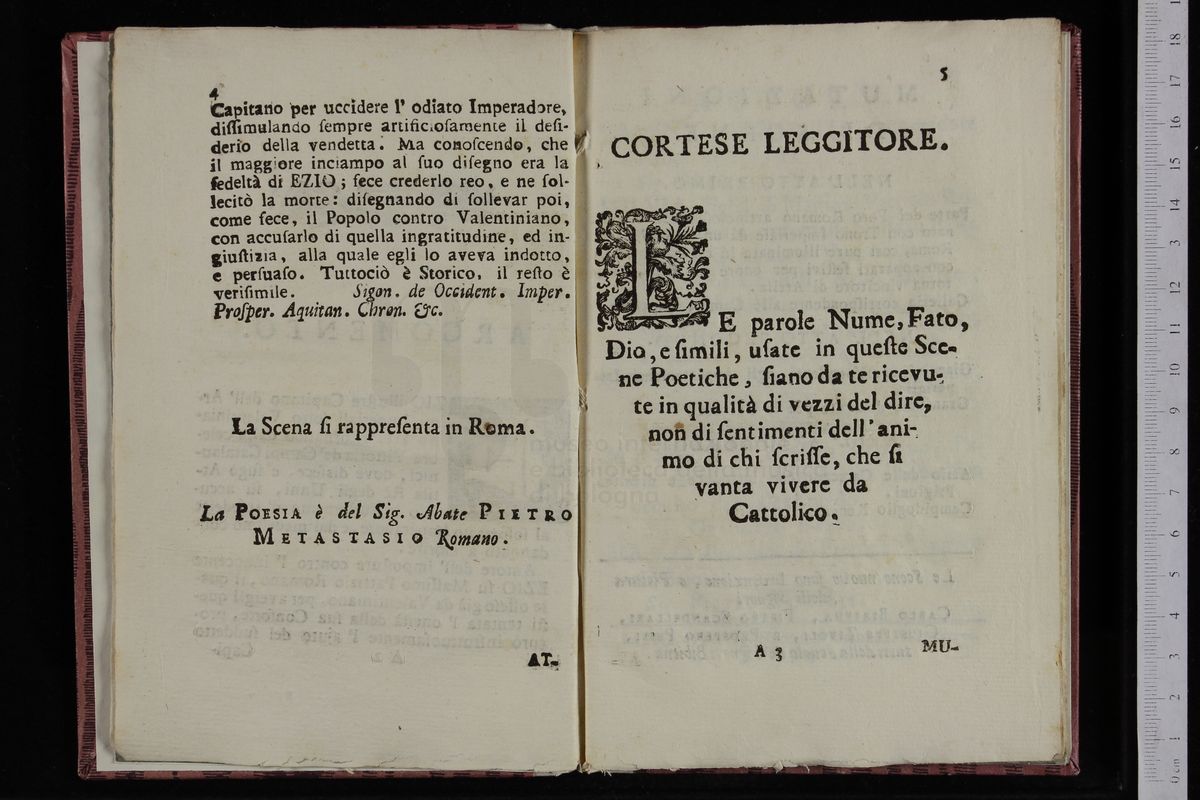 4
Capitano per uccidere l' odiato Imperadore,
diſſimulando ſempre artificioſamente il deſi-
derio della vendetta. Ma conoſcendo, che
il maggiore inciampo al ſuo diſegno era la
fedeltà di EZIO; fece crederlo reo, e ne ſol-
lecitò la morte: diſegnando di ſollevar poi,
come fece, il Popolo contro Valentiniano,
con accuſarlo di quella ingratitudine, ed in-
giuſtizia, alla quale egli lo aveva indotto,
e perſuaſo. Tuttociò è Storico, il reſto è
veriſimile. Sigon. de Occident. Imper.
Proſper. Aquitan. Chron. &c.
La Scena ſi rappreſenta in Roma.
La POESIA è del Sig. Abate PIETRO
METASTASIO Romano.
AT-
5
CORTESE LEGGITORE.
LE parole Nume, Fato,
Dio, e ſimili, uſate in queſte Sce-
ne Poetiche, ſiano da te ricevu-
te in qualità di vezzi del dire,
non di ſentimenti dell' ani-
mo di chi ſcriſſe, che ſi
vanta vivere da
Cattolico.
A 3
MU-